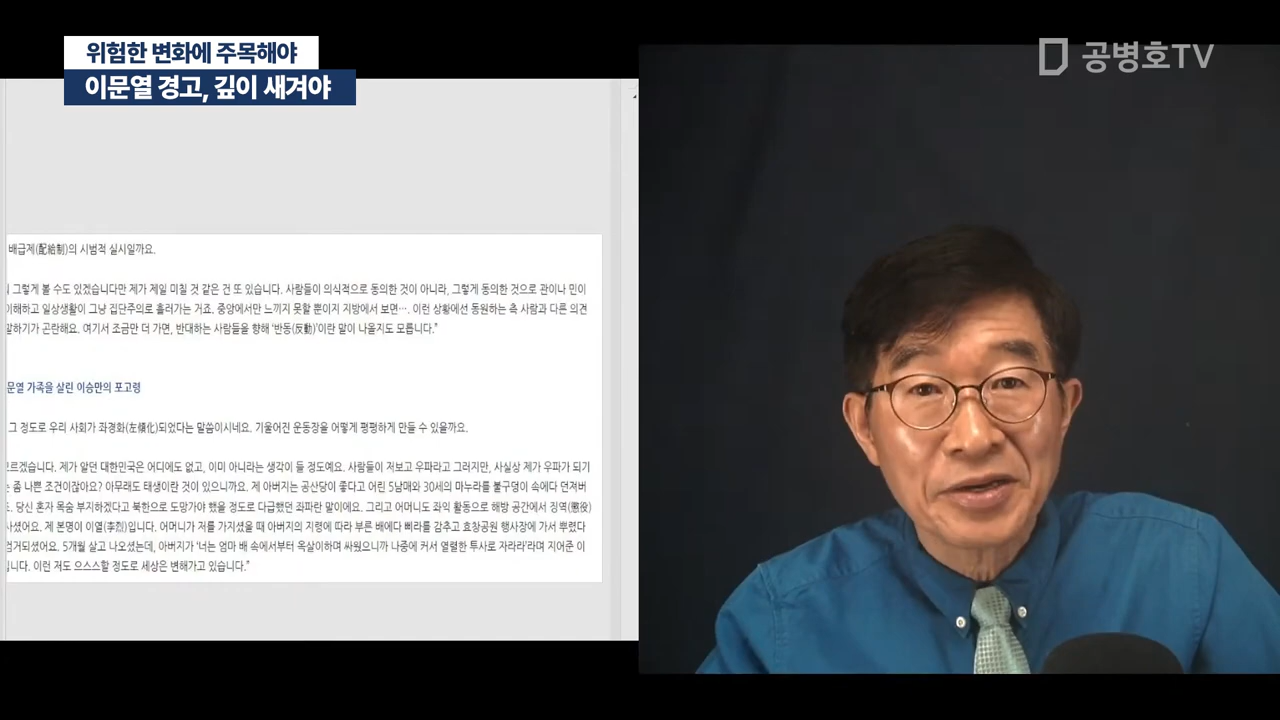 위험한 변화에 주목해야
이문열 경고, 깊이 새겨야
공병호TV
배급제(配給制)의 시범적 실시일까요.
그렇게 볼 수도 있겠습니다만 제가 제일 미칠 것 같은 건 또 있습니다. 사람들이 의식적으로 동의한 것이 아니라, 그렇게 동의한 것으로 관이나 민이
이해하고 일상생활이 그냥 집단주의로 흘러가는 거죠. 중앙에서만 느끼지 못할 뿐이지 지방에서 보면…. 이런 상황에선 동원하는 측 사람과 다른 의견
말하기가 곤란해요. 여기서 조금만 더 가면, 반대하는 사람들을 향해 ‘반동(反動)’이란 말이 나올지도 모릅니다.”
문열 가족을 살린 이승만의 포고령
그 정도로 우리 사회가 좌경화(左傾化)되었다는 말씀이시네요. 기울어진 운동장을 어떻게 평평하게 만들 수 있을까요.
모르겠습니다. 제가 알던 대한민국은 어디에도 없고, 이미 아니라는 생각이 들 정도예요. 사람들이 저보고 우파라고 그러지만, 사실상 제가 우파가 되기
는 좀 나쁜 조건이잖아요? 아무래도 태생이란 것이 있으니까요. 제 아버지는 공산당이 좋다고 어린 5남매와 30세의 마누라를 불구덩이 속에다 던져버
. 당신 혼자 목숨 부지하겠다고 북한으로 도망가야 했을 정도로 다급했던 좌파란 말이에요. 그리고 어머니도 좌익 활동으로 해방 공간에서 징역(懲役)
사셨어요. 제 본명이 이열(李烈)입니다. 어머니가 저를 가지셨을 때 아버지의 지령에 따라 부른 배에다 삐라를 감추고 효창공원 행사장에 가서 뿌렸다
검거되셨어요. 5개월 살고 나오셨는데, 아버지가 ‘너는 엄마 배 속에서부터 옥살이하며 싸웠으니까 나중에 커서 열렬한 투사로 자라라’라며 지어준 이
입니다. 이런 저도 으스스할 정도로 세상은 변해가고 있습니다.”